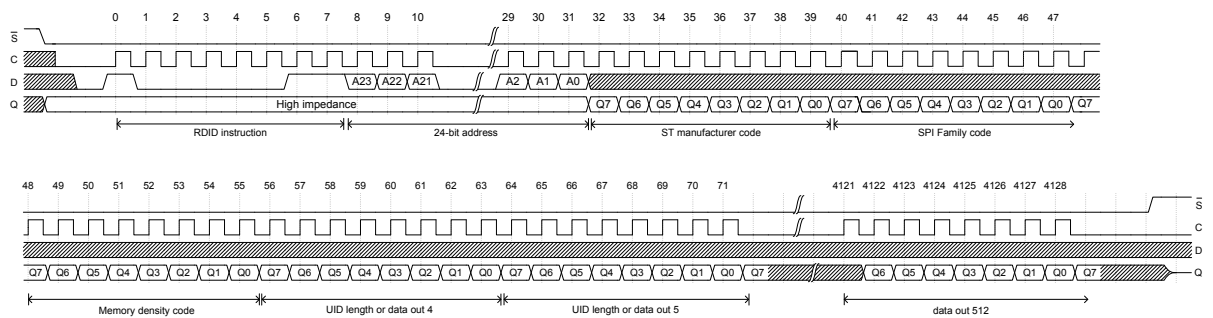 0 1 2 3 4 5 6 7 8 9 10 29 30 31 32 33 34 35 36 37 38 39 40 41 42 43 44 45 46 47
S
C
D A23 A22 A21 A2 A1 A0
Q High impedance Q7 Q6 Q5 Q4 Q3 Q2 Q1 Q0 Q7 Q6 Q5 Q4 Q3 Q2 Q1 Q0 Q7
RDID instruction 24-bit address ST manufacturer code SPI Family code
48 49 50 51 52 53 54 55 56 57 58 59 60 61 62 63 64 65 66 67 68 69 70 71 4121 4122 4123 4124 4125 4126 4127 4128
S
C
D
Q7 Q6 Q5 Q4 Q3 Q2 Q1 Q0 Q7 Q6 Q5 Q4 Q3 Q2 Q1 Q0 Q7 Q6 Q5 Q4 Q3 Q2 Q1 Q0 Q7 Q6 Q5 Q4 Q3 Q2 Q1 Q0 Q7 Q
Memory density code UID length or data out 4 UID length or data out 5 data out 512